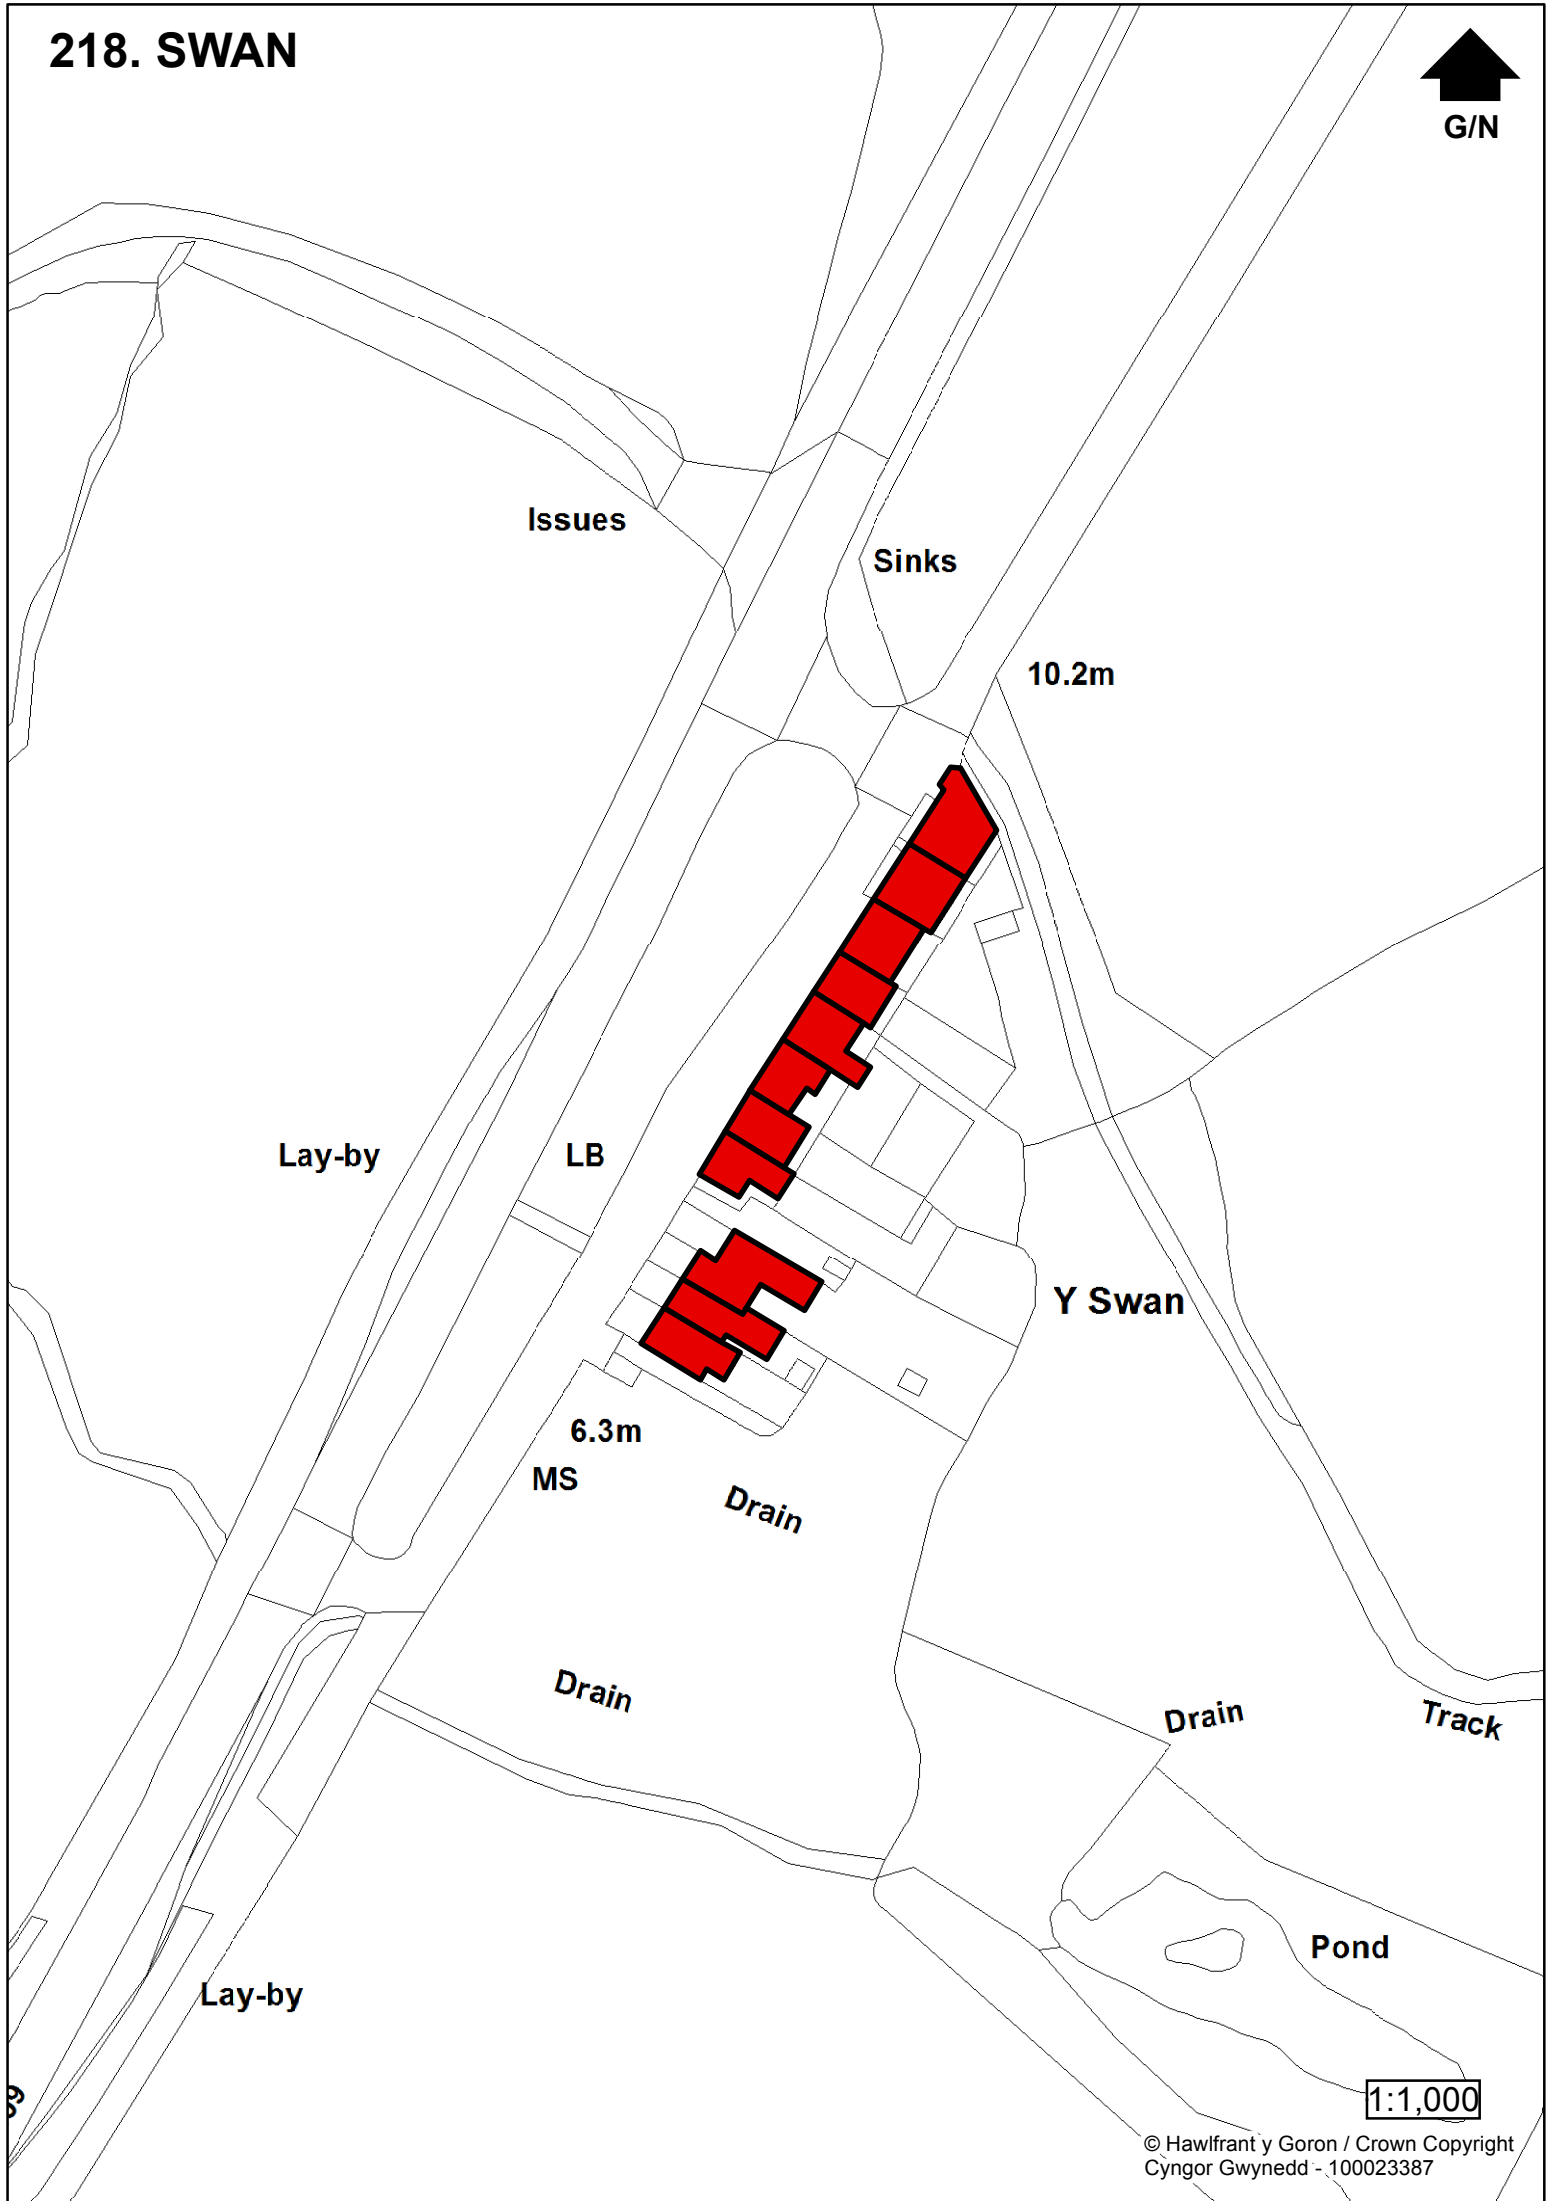 218. SWAN
G/N
Issues
Sinks
10.2m
Lay-by
LB
Y Swan
6.3m
MS
Drain
Drain
Drain
Track
Pond
Lay-by
1:1,000
© Hawlfrant y Goron / Crown Copyright
Cyngor Gwynedd - 100023387